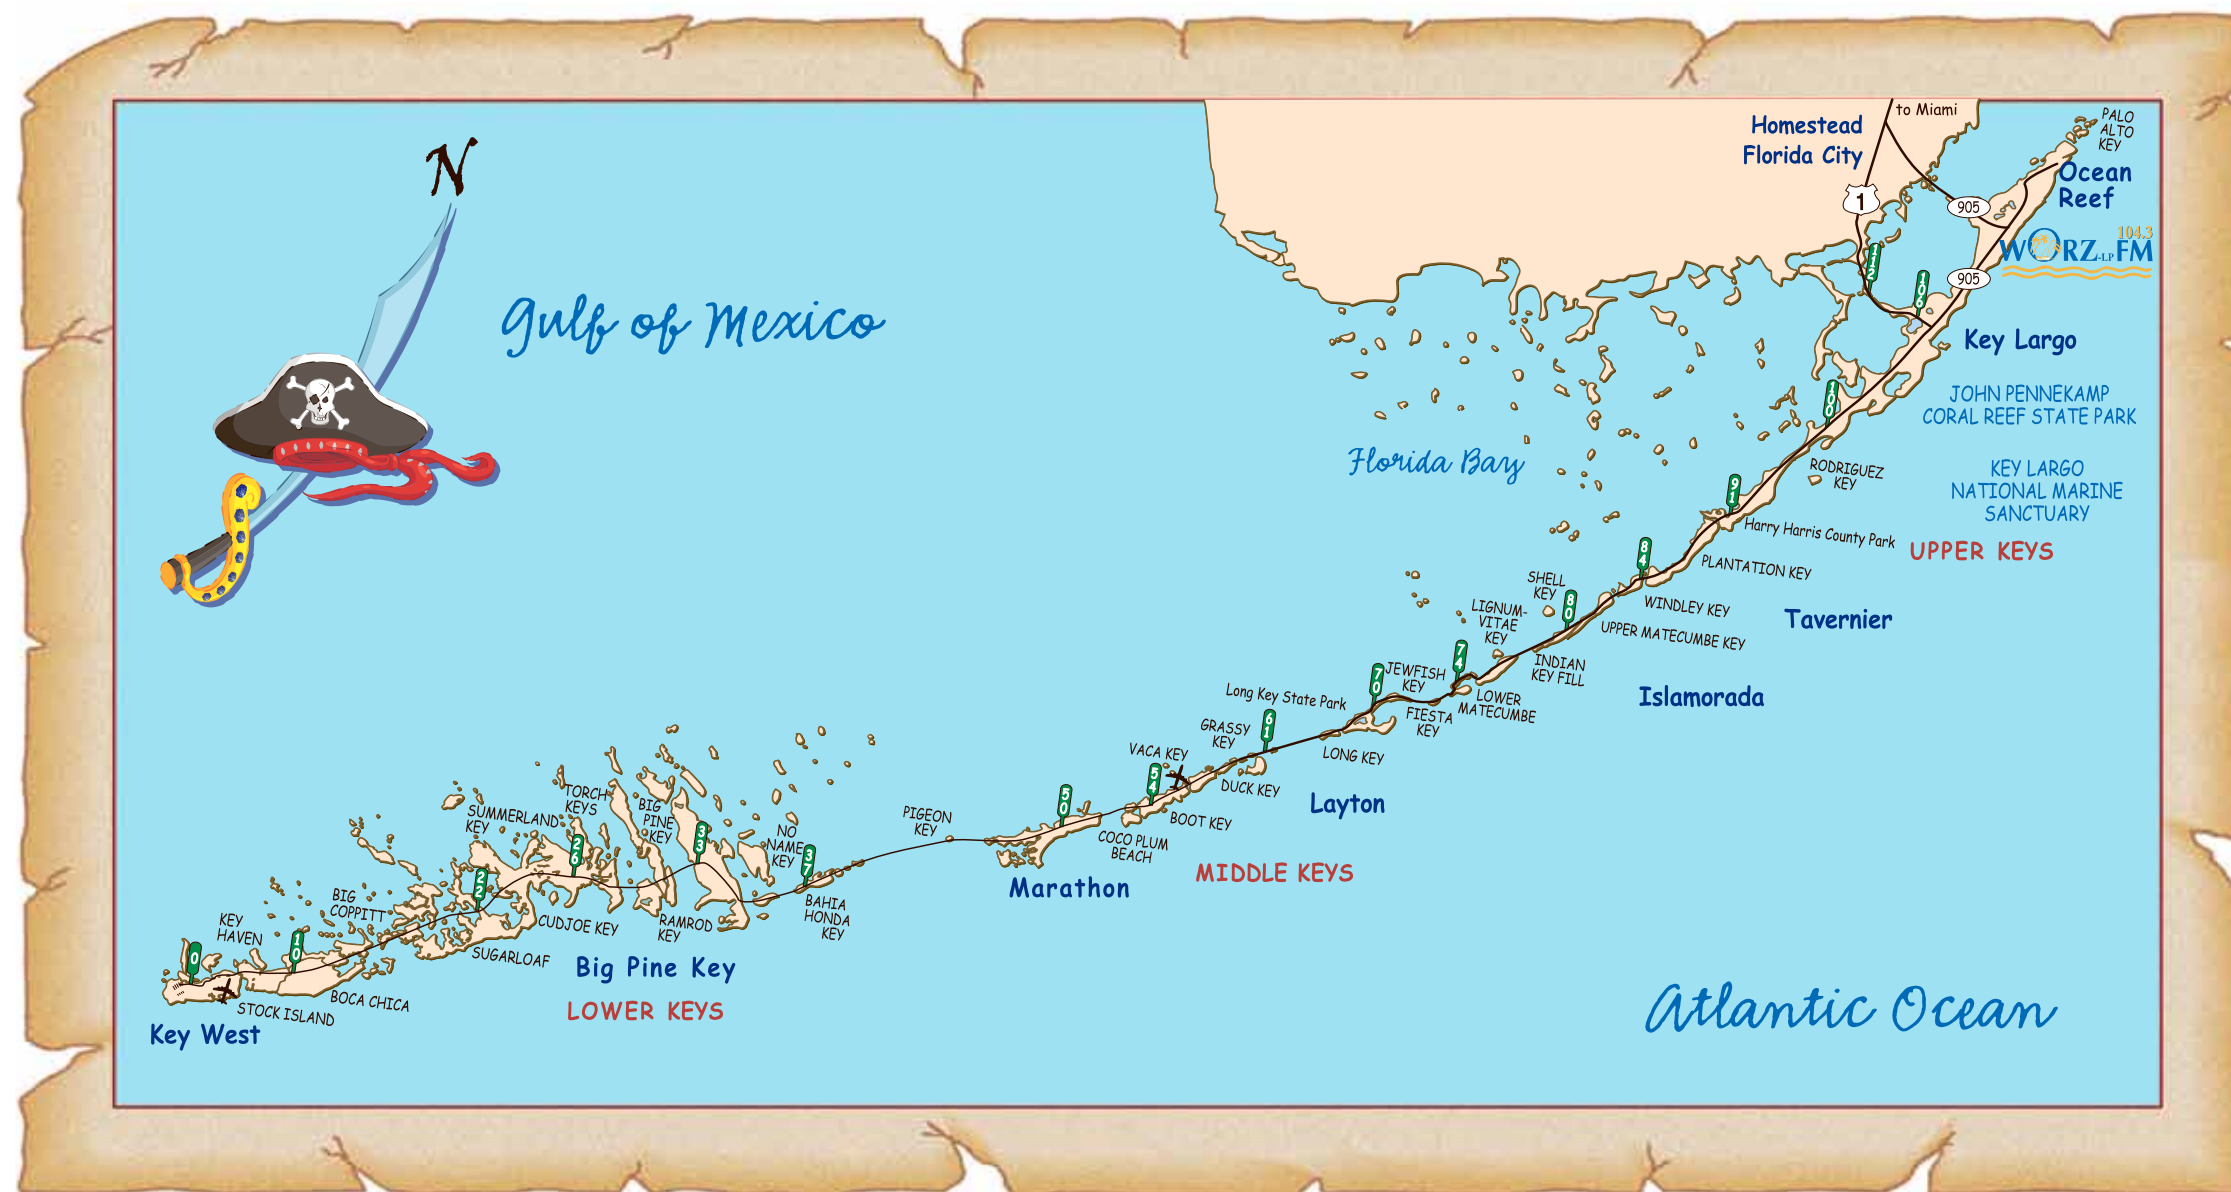 N
Gulf of Mexico
Homestead
Florida City
to Miami
PALO
ALTO
KEY
Ocean
Reef
1
905
104.3
WORZ-LP FM
905
112
106
Key Largo
JOHN PENNEKAMP
CORAL REEF STATE PARK
100
Florida Bay
RODRIGUEZ
KEY
KEY LARGO
NATIONAL MARINE
SANCTUARY
91
Harry Harris County Park
UPPER KEYS
84
PLANTATION KEY
SHELL
KEY
80
WINDLEY KEY
Tavernier
LIGNUM-
VITAE
KEY
UPPER MATECUMBE KEY
74
INDIAN
KEY FILL
Islamorada
70
JEWFISH
KEY
LOWER
MATECUMBE
Long Key State Park
FIESTA
KEY
61
GRASSY
KEY
LONG KEY
VACA KEY
54
DUCK KEY
Layton
50
BOOT KEY
PIGEON
KEY
COCO PLUM
BEACH
MIDDLE KEYS
Marathon
TORCH
KEYS
BIG
PINE
KEY
SUMMERLAND
KEY
33
NO
NAME
KEY
37
26
22
BIG
COPPITT
BAHIA
HONDA
KEY
KEY
HAVEN
CUDJOE KEY
RAMROD
KEY
10
0
SUGARLOAF
Big Pine Key
BOCA CHICA
STOCK ISLAND
LOWER KEYS
Key West
Atlantic Ocean